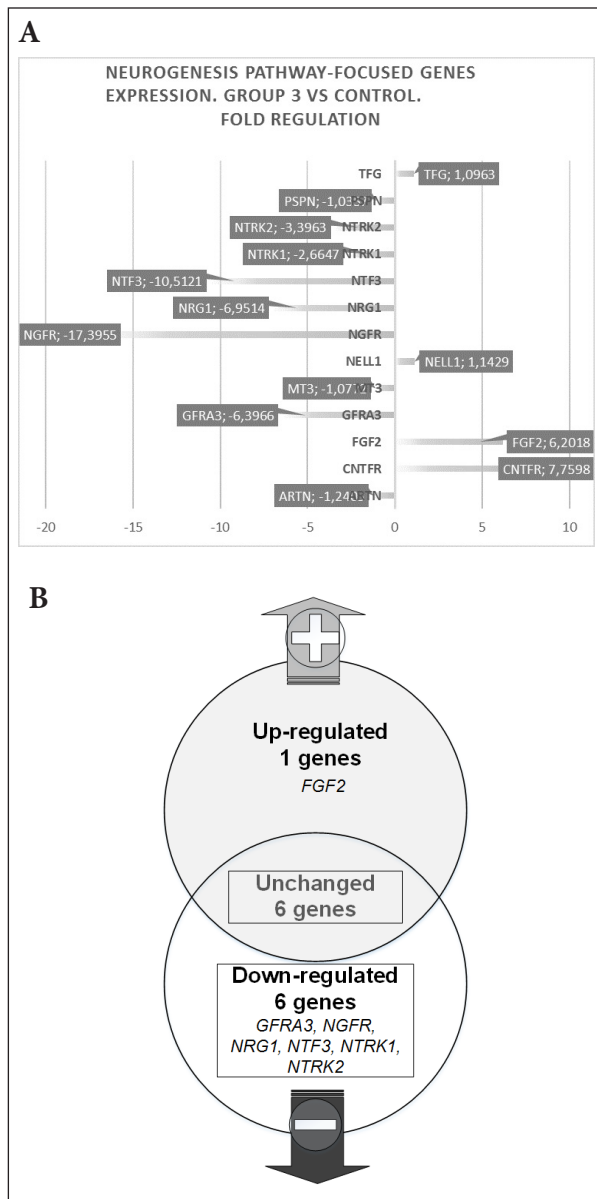 A
NEUROGENESIS PATHWAY-FOCUSED GENES
EXPRESSION. GROUP 3 VS CONTROL.
FOLD REGULATION
TFG
TFG; 1,0963
NTRK2; -3,3963
NTRK2
NTRK1; -2,6647
NTRK1
NTF3; -10,5121
NTF3
NRG1; -6,9514
NRG1
NGFR; -17,3955
NGFR
NELL1
NELL1; 1,1429
GFRA3; -6,3966
GFRA3
FGF2
FGF2; 6,2018
CNTFR
CNTFR; 7,7598
-20 -15 -10 -5 0 5 10
B
Up-regulated
1 genes
FGF2
Unchanged
6 genes
Down-regulated
6 genes
GFRA3, NGFR,
NRG1, NTF3, NTRK1,
NTRK2